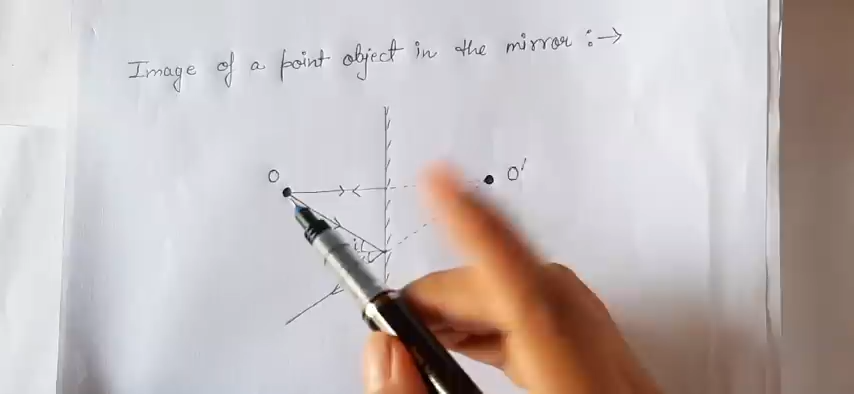 Image of a point object in the mirror :→
O
O'
i